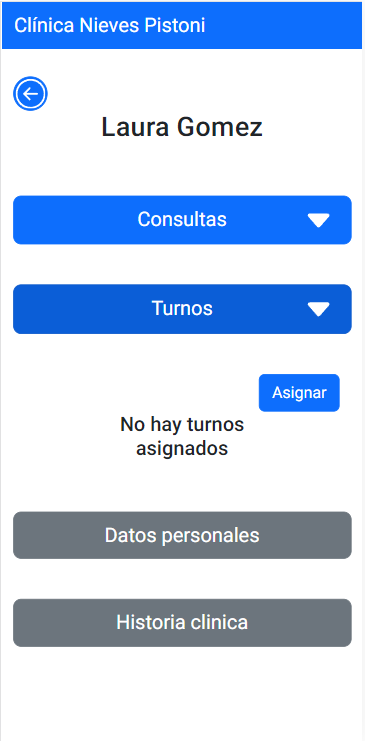 Clínica Nieves Pistoni
Laura Gomez
Consultas
Turnos
Asignar
No hay turnos
asignados
Datos personales
Historia clinica